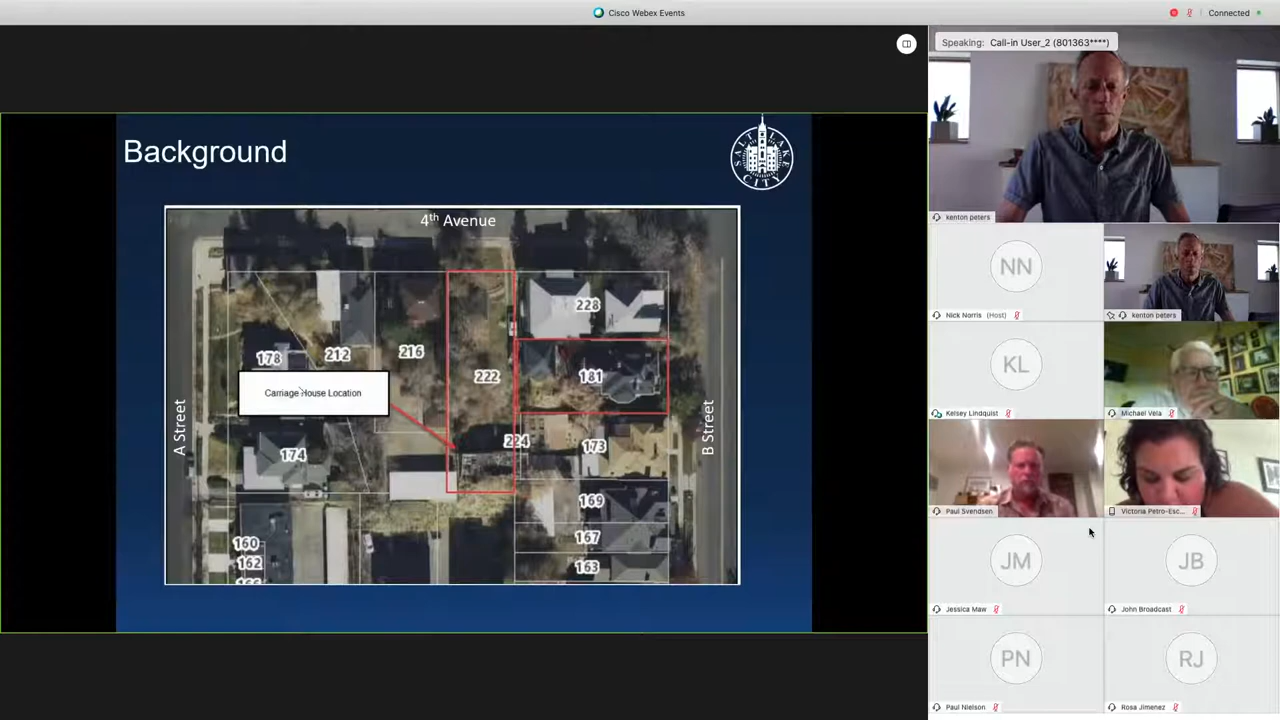 Cisco Webex Events
Connected
Speaking: Call-in User_2 (801363****)
Background
SALT LAKE
CITY
4th Avenue
228
178
212
216
222
181
Carriage House Location
A Street
B Street
174
224
173
169
167
163
160
162
kenton peters
NN
Nick Norris (Host)
kenton peters
KL
Kelsey Lindquist
Michael Vela
Paul Svendsen
Victoria Petro-Esc...
JM
Jessica Maw
JB
John Broadcast
PN
Paul Nielson
RJ
Rosa Jimenez